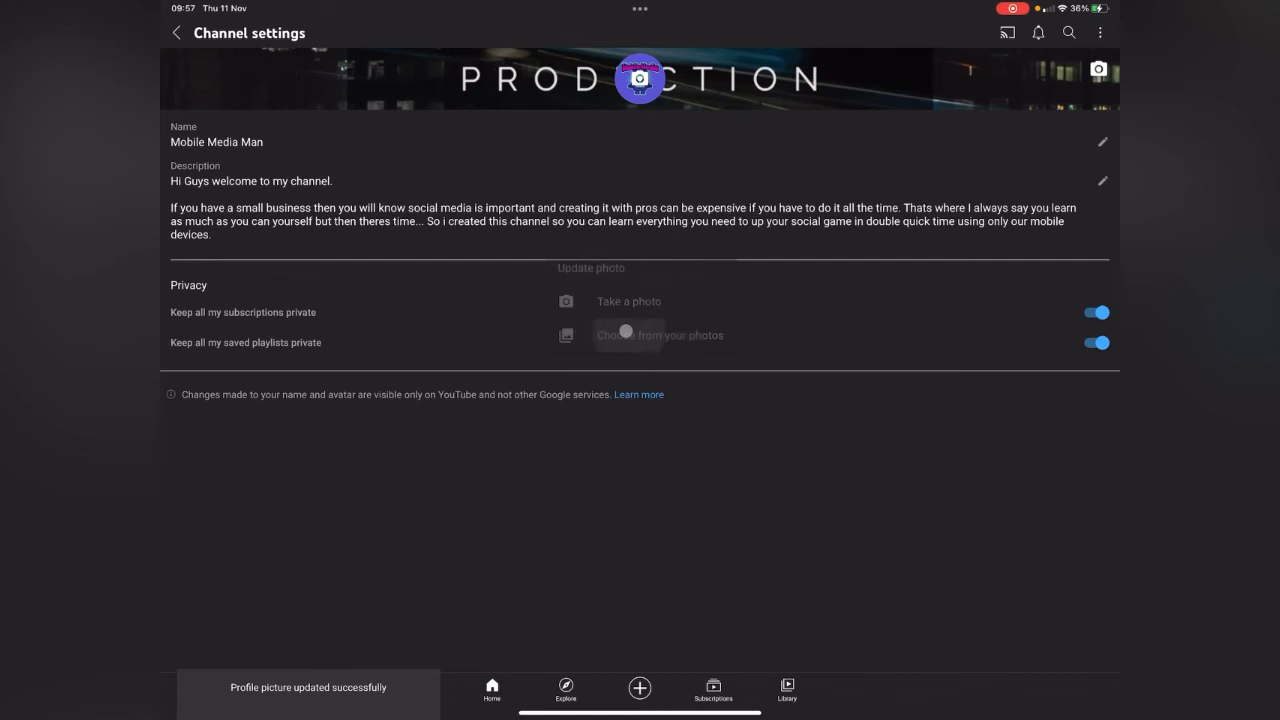 09:57 Thu 11 Nov
36%
Channel settings
PRODUCTION
Name
Mobile Media Man
Description
Hi Guys welcome to my channel.
If you have a small business then you will know social media is important and creating it with pros can be expensive if you have to do it all the time. Thats where I always say you learn
as much as you can yourself but then theres time... So i created this channel so you can learn everything you need to up your social game in double quick time using only our mobile
devices.
Update photo
Privacy
Take a photo
Keep all my subscriptions private
Choose from your photos
Keep all my saved playlists private
Changes made to your name and avatar are visible only on YouTube and not other Google services. Learn more
Profile picture updated successfully
Home
Explore
Subscriptions
Library